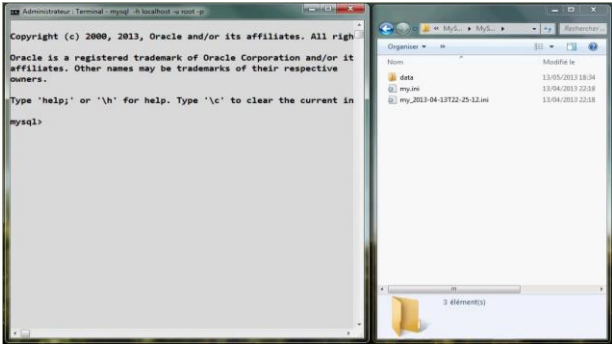 Administrateur : Terminal - mysql -h localhost -u root -p
Copyright (c) 2000, 2013, Oracle and/or its affiliates. All righ
Oracle is a registered trademark of Oracle Corporation and/or it
affiliates. Other names may be trademarks of their respective
owners.
Type 'help;' or '\h' for help. Type '\c' to clear the current in
mysql>
« MyS... ▸ MyS... ▸
Rechercher...
Organiser ▾ »
Nom Modifié le
data 13/05/2013 18:34
my.ini 13/04/2013 22:18
my_2013-04-13T22-25-12.ini 13/04/2013 22:18
3 élément(s)